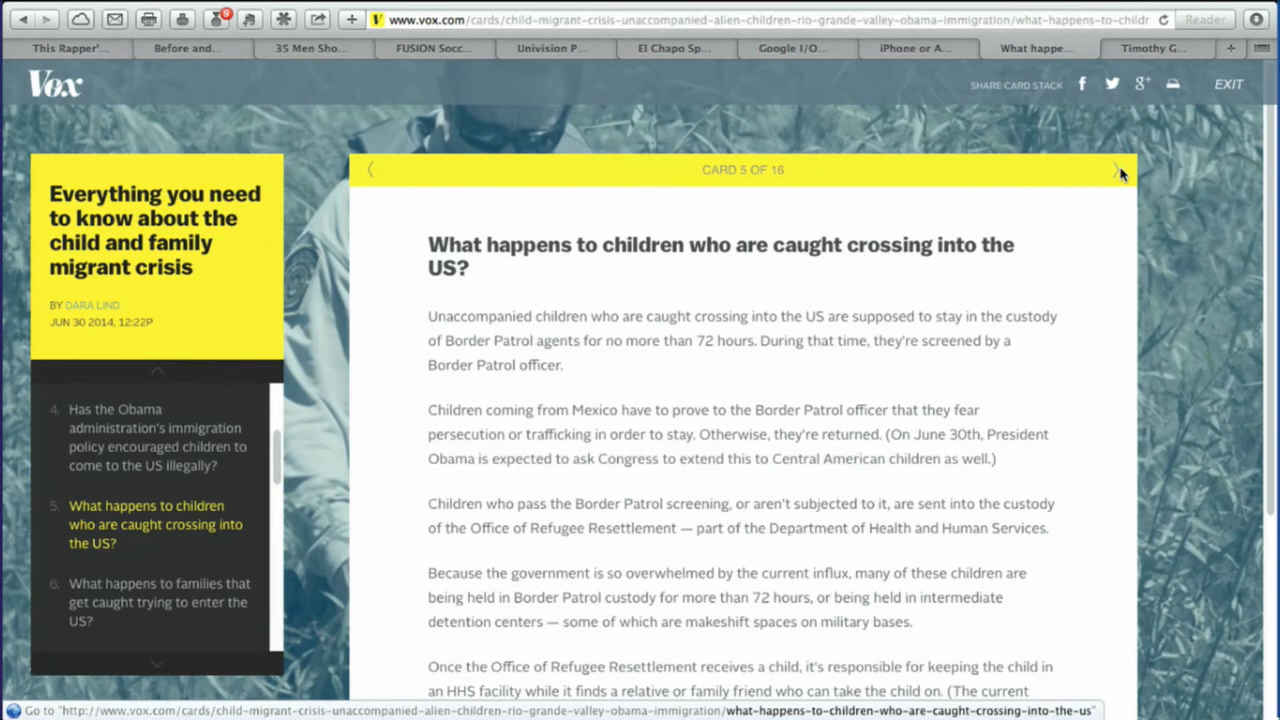 9
www.vox.com/cards/child-migrant-crisis-unaccompanied-alien-children-rio-grande-valley-obama-immigration/what-happens-to-childr
Reader
This Rapper'...
Before and...
35 Men Sho...
FUSION Socc...
Univision P...
El Chapo Sp...
Google I/O...
iPhone or A...
What happe...
Timothy G...
Vox
SHARE CARD STACK
EXIT
Everything you need
to know about the
child and family
migrant crisis
BY DARA LIND
JUN 30 2014, 12:22P
4. Has the Obama
administration's immigration
policy encouraged children to
come to the US illegally?
5. What happens to children
who are caught crossing into
the US?
6. What happens to families that
get caught trying to enter the
US?
CARD 5 OF 16
What happens to children who are caught crossing into the
US?
Unaccompanied children who are caught crossing into the US are supposed to stay in the custody
of Border Patrol agents for no more than 72 hours. During that time, they're screened by a
Border Patrol officer.
Children coming from Mexico have to prove to the Border Patrol officer that they fear
persecution or trafficking in order to stay. Otherwise, they're returned. (On June 30th, President
Obama is expected to ask Congress to extend this to Central American children as well.)
Children who pass the Border Patrol screening, or aren't subjected to it, are sent into the custody
of the Office of Refugee Resettlement — part of the Department of Health and Human Services.
Because the government is so overwhelmed by the current influx, many of these children are
being held in Border Patrol custody for more than 72 hours, or being held in intermediate
detention centers — some of which are makeshift spaces on military bases.
Once the Office of Refugee Resettlement receives a child, it's responsible for keeping the child in
an HHS facility while it finds a relative or family friend who can take the child on. (The current
Go to "http://www.vox.com/cards/child-migrant-crisis-unaccompanied-alien-children-rio-grande-valley-obama-immigration/what-happens-to-children-who-are-caught-crossing-into-the-us"